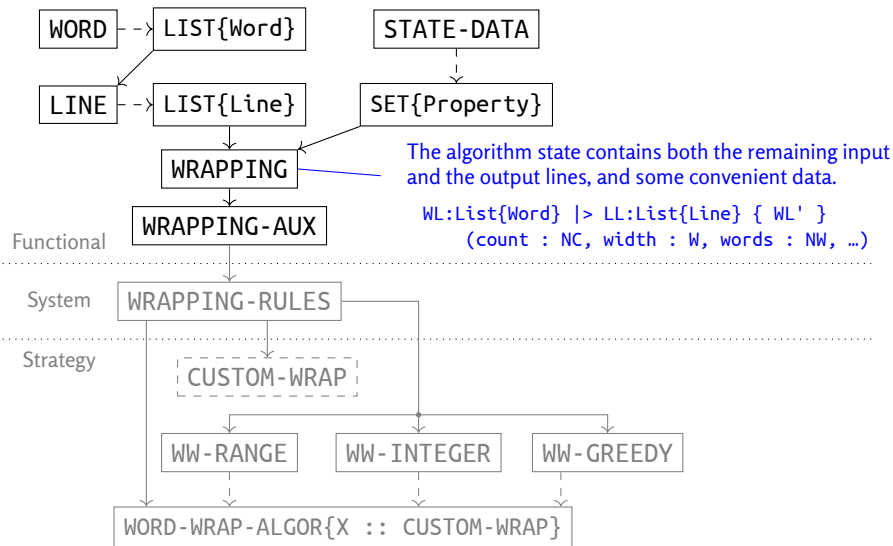 WORD LIST{Word} STATE-DATA
LINE LIST{Line} SET{Property}
WRAPPING
The algorithm state contains both the remaining input
and the output lines, and some convenient data.
WL:List{Word} |> LL:List{Line} { WL' }
(count : NC, width : W, words : NW, …)
WRAPPING-AUX
Functional
System WRAPPING-RULES
Strategy
CUSTOM-WRAP
WW-RANGE WW-INTEGER WW-GREEDY
WORD-WRAP-ALGOR{X :: CUSTOM-WRAP}